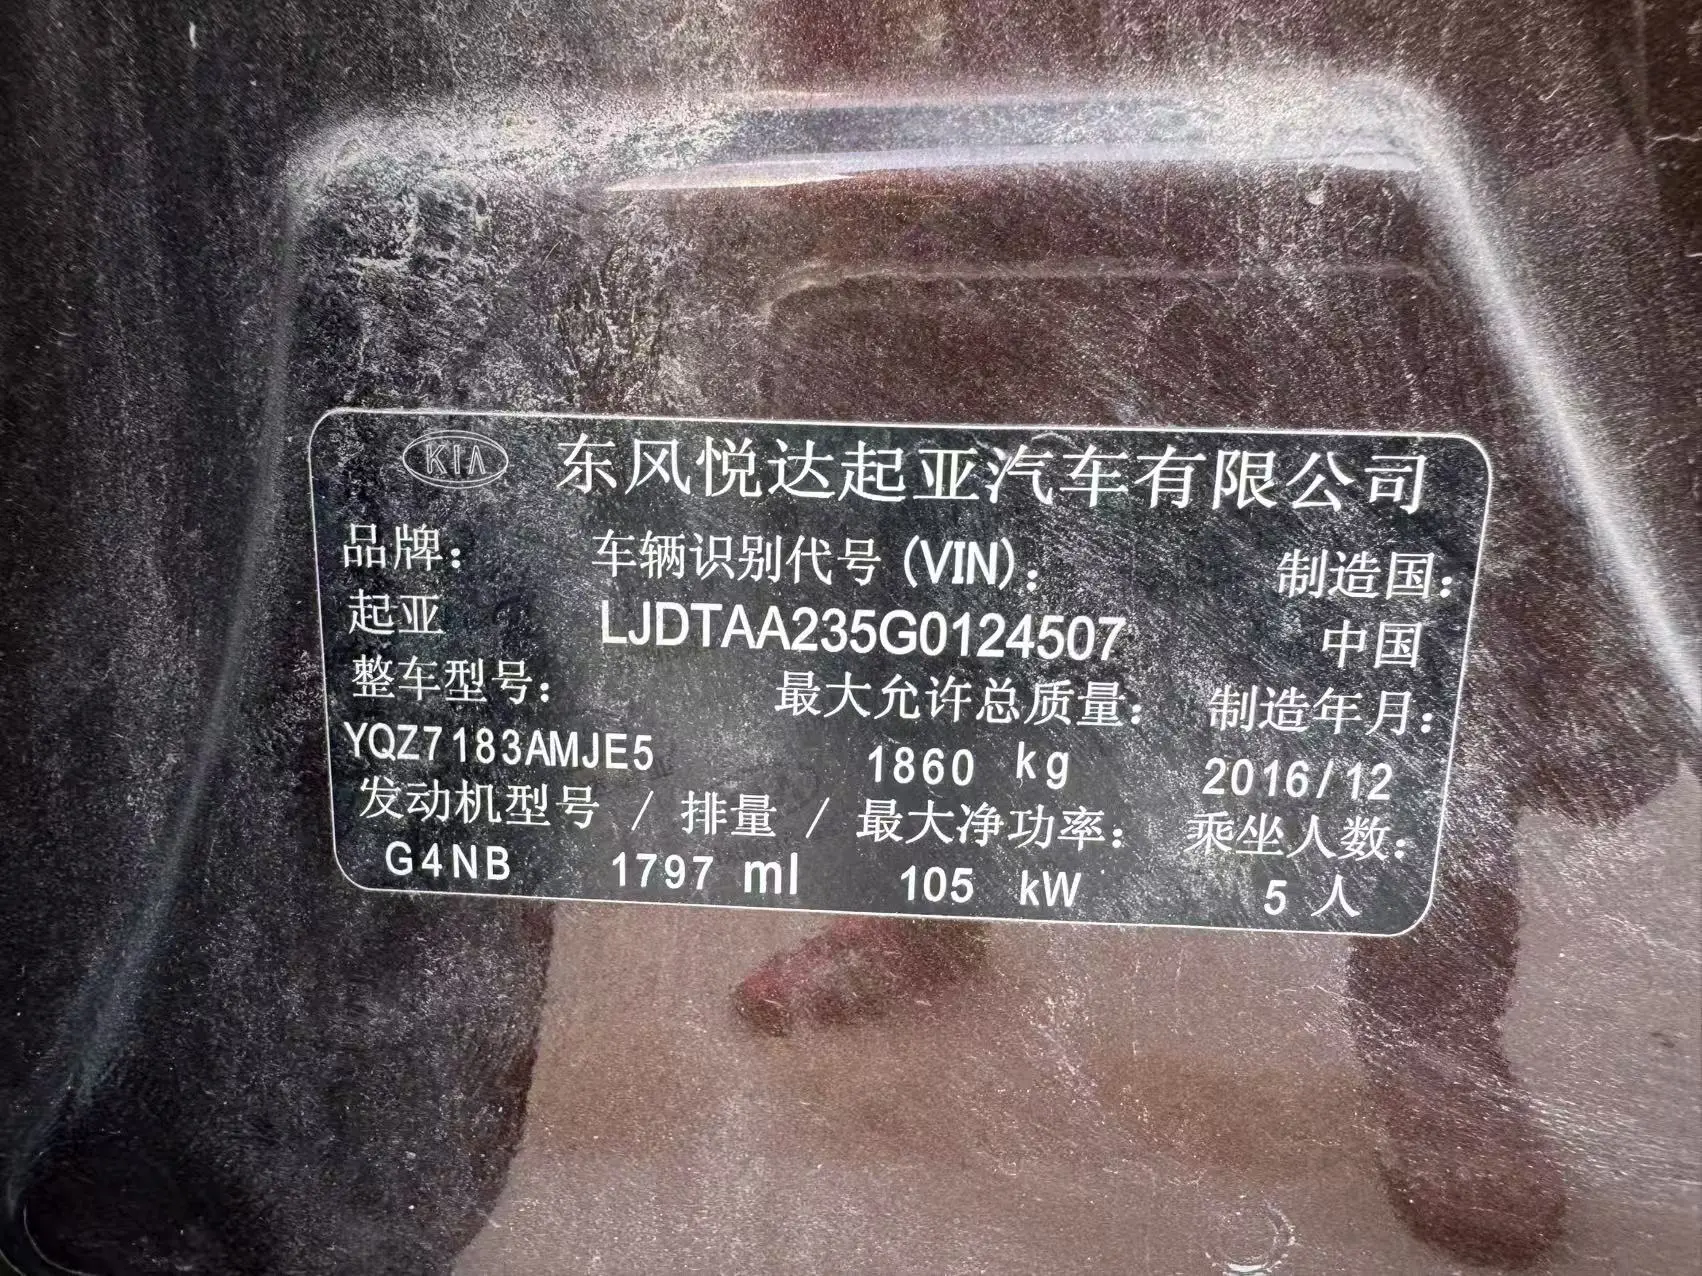 KIA 东风悦达起亚汽车有限公司
品牌： 车辆识别代号(VIN)： 制造国：
起亚 LJDTAA235G0124507 中国
整车型号： 最大允许总质量： 制造年月：
YQZ7183AMJE5 1860 kg 2016/12
发动机型号 / 排量 / 最大净功率： 乘坐人数：
G4NB 1797 ml 105 kW 5 人